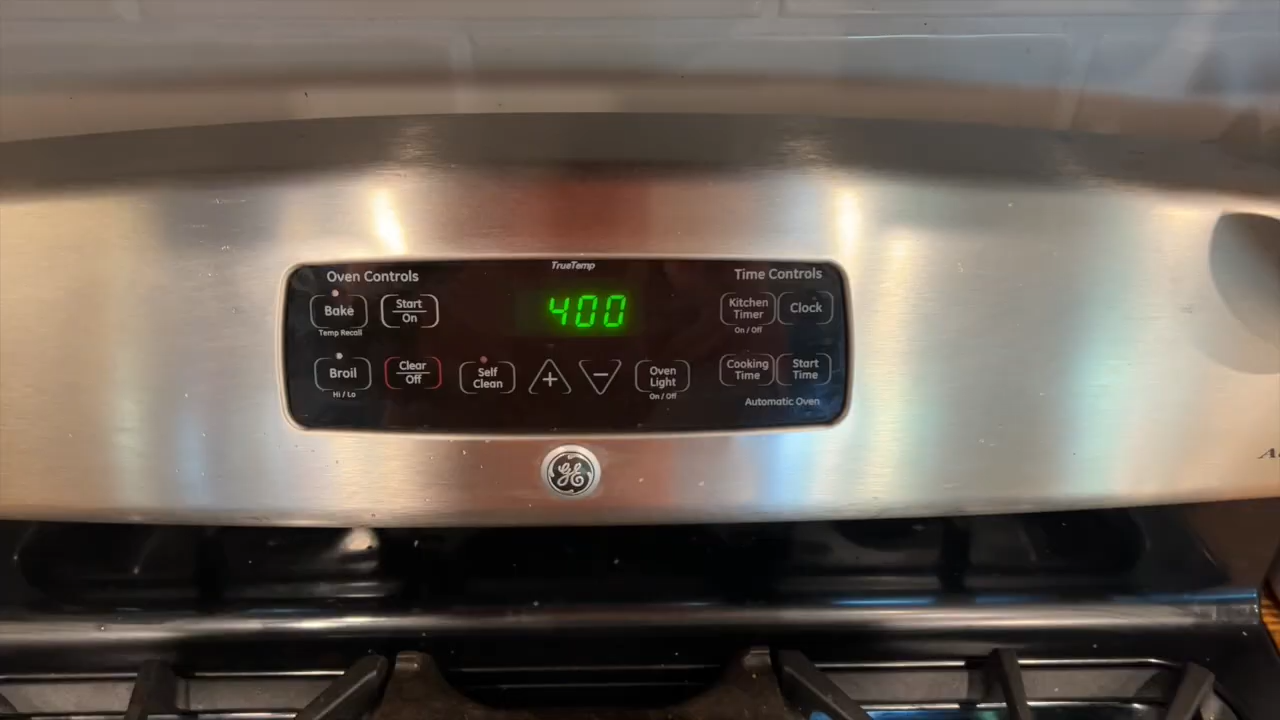 TrueTemp
Oven Controls
Time Controls
400
Bake
Temp Recall
Start
On
Kitchen
Timer
On / Off
Clock
Broil
Hi / Lo
Clear
Off
Self
Clean
+
−
Oven
Light
On / Off
Cooking
Time
Start
Time
Automatic Oven
GE